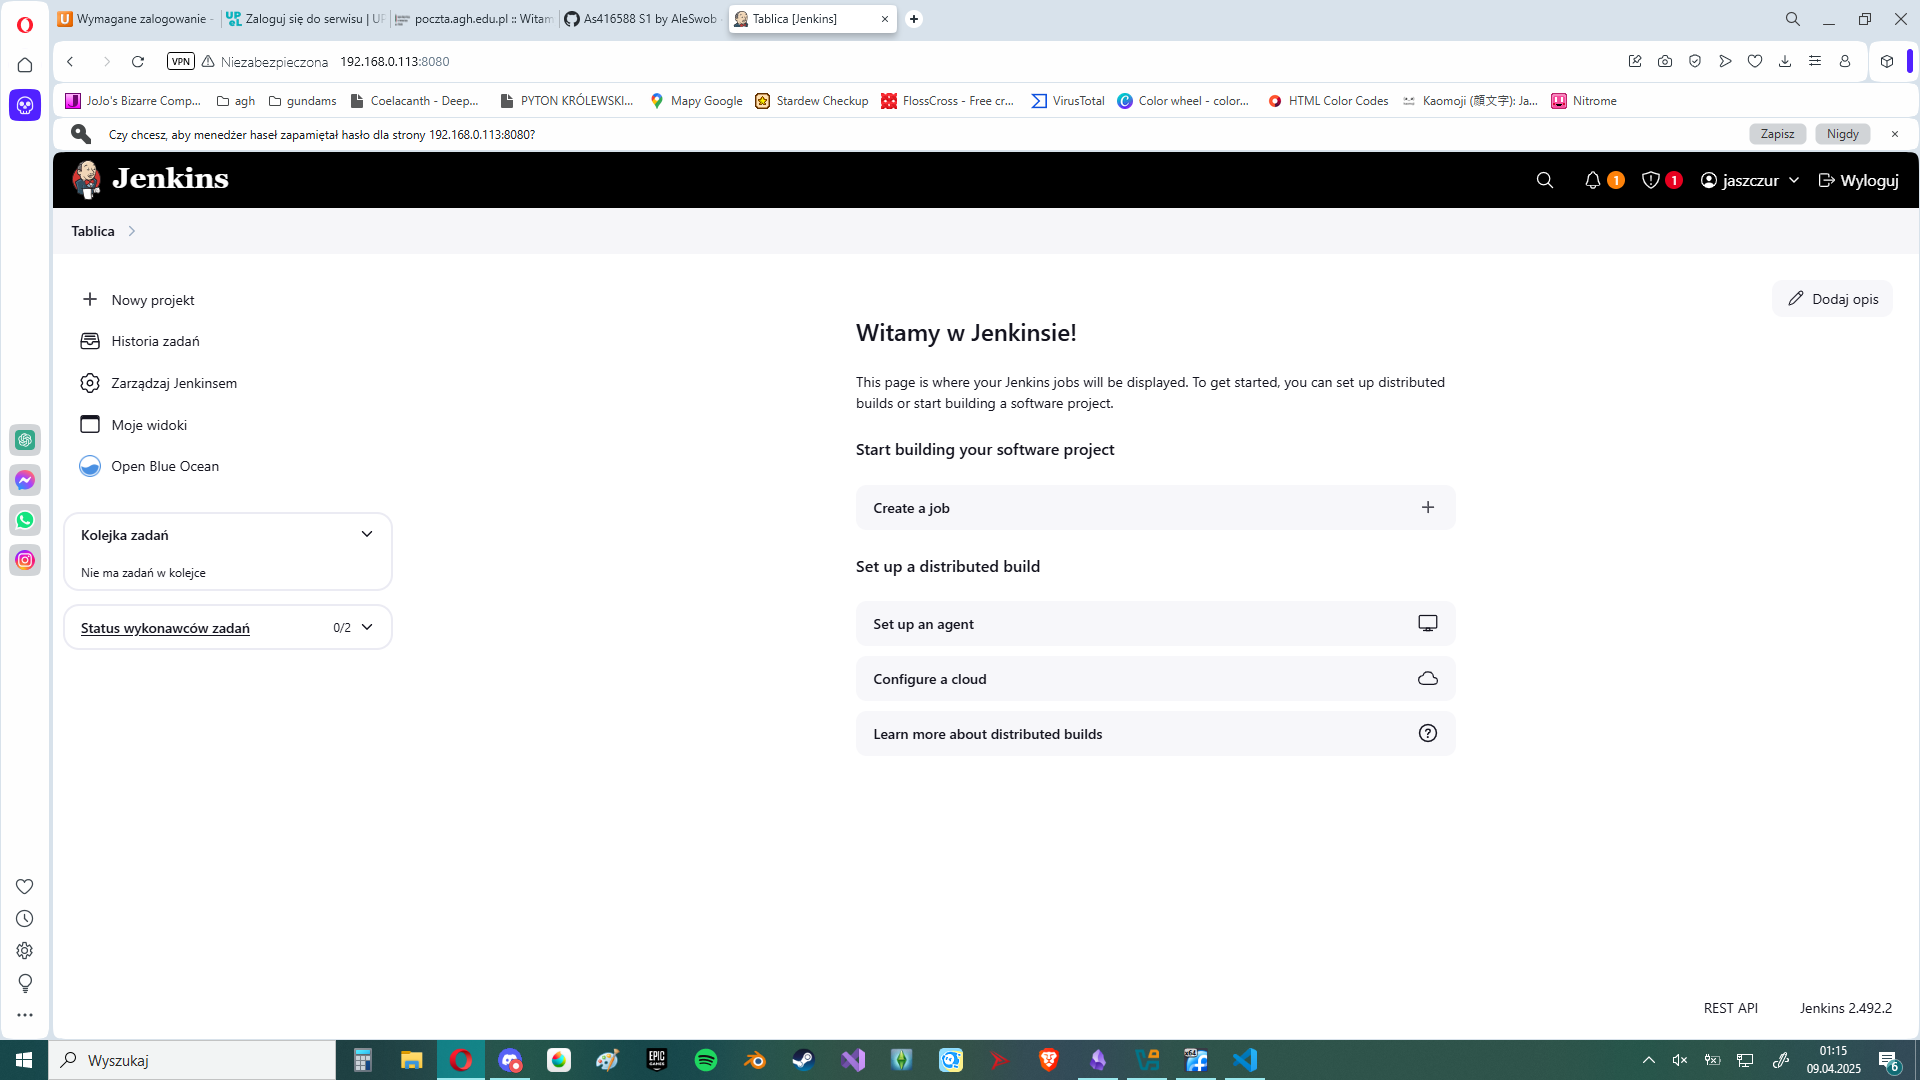 Wymagane zalogowanie -
Zaloguj się do serwisu | UP
poczta.agh.edu.pl :: Witam
As416588 S1 by AleSwob
Tablica [Jenkins]
VPN
Niezabezpieczona
192.168.0.113:8080
JoJo's Bizarre Comp...
agh
gundams
Coelacanth - Deep...
PYTON KRÓLEWSKI...
Mapy Google
Stardew Checkup
FlossCross - Free cr...
VirusTotal
Color wheel - color...
HTML Color Codes
Kaomoji (顔文字): Ja...
Nitrome
Czy chcesz, aby menedżer haseł zapamiętał hasło dla strony 192.168.0.113:8080?
Zapisz
Nigdy
Jenkins
1
1
jaszczur
Wyloguj
Tablica
Nowy projekt
Historia zadań
Zarządzaj Jenkinsem
Moje widoki
Open Blue Ocean
Kolejka zadań
Nie ma zadań w kolejce
Status wykonawców zadań
0/2
Dodaj opis
Witamy w Jenkinsie!
This page is where your Jenkins jobs will be displayed. To get started, you can set up distributed
builds or start building a software project.
Start building your software project
Create a job
Set up a distributed build
Set up an agent
Configure a cloud
Learn more about distributed builds
REST API
Jenkins 2.492.2
Wyszukaj
EPIC GAMES
01:15
09.04.2025
6